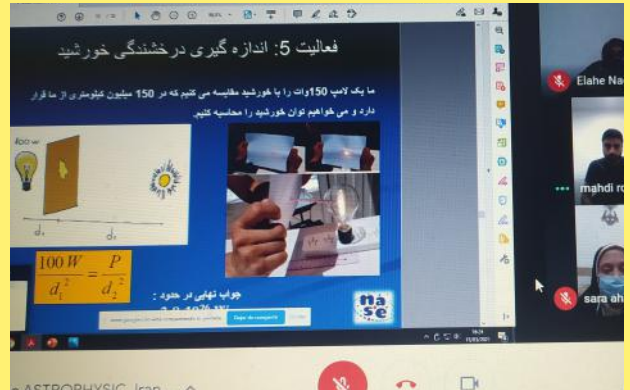 فعالیت 5: اندازه گیری درخشندگی خورشید
ما یک لامپ 150وات را با خورشید مقایسه می کنیم که در 150 میلیون کیلومتری از ما قرار
دارد و می خواهیم توان خورشید را محاسبه کنیم.
100 W
d₁
d₂
100 W / d₁² = P / d₂²
جواب نهایی در حدود :
na
se
Elahe Na
mahdi ro
sara ah
ASTROPHYSIC- Iran